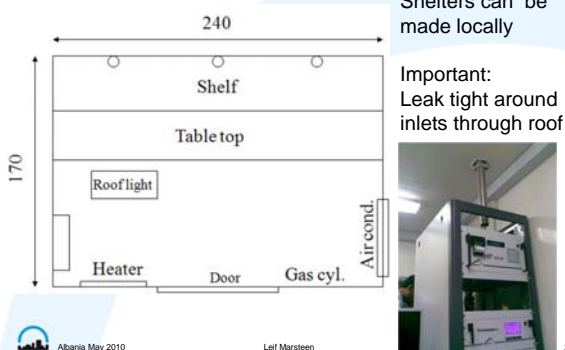 Shelters can be
made locally
Important:
Leak tight around
inlets through roof
240
170
Shelf
Table top
Roof light
Air cond.
Heater
Door
Gas cyl.
Albania May 2010
Leif Marsteen